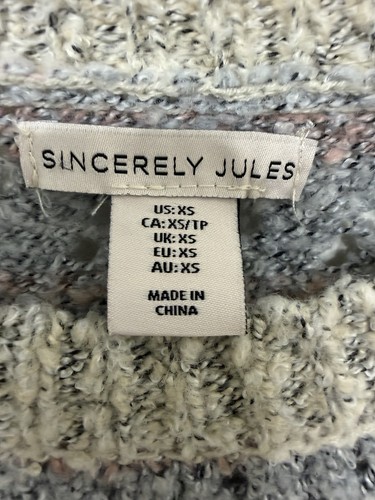 SINCERELY JULES
US: XS
CA: XS/TP
UK: XS
EU: XS
AU: XS
MADE IN
CHINA